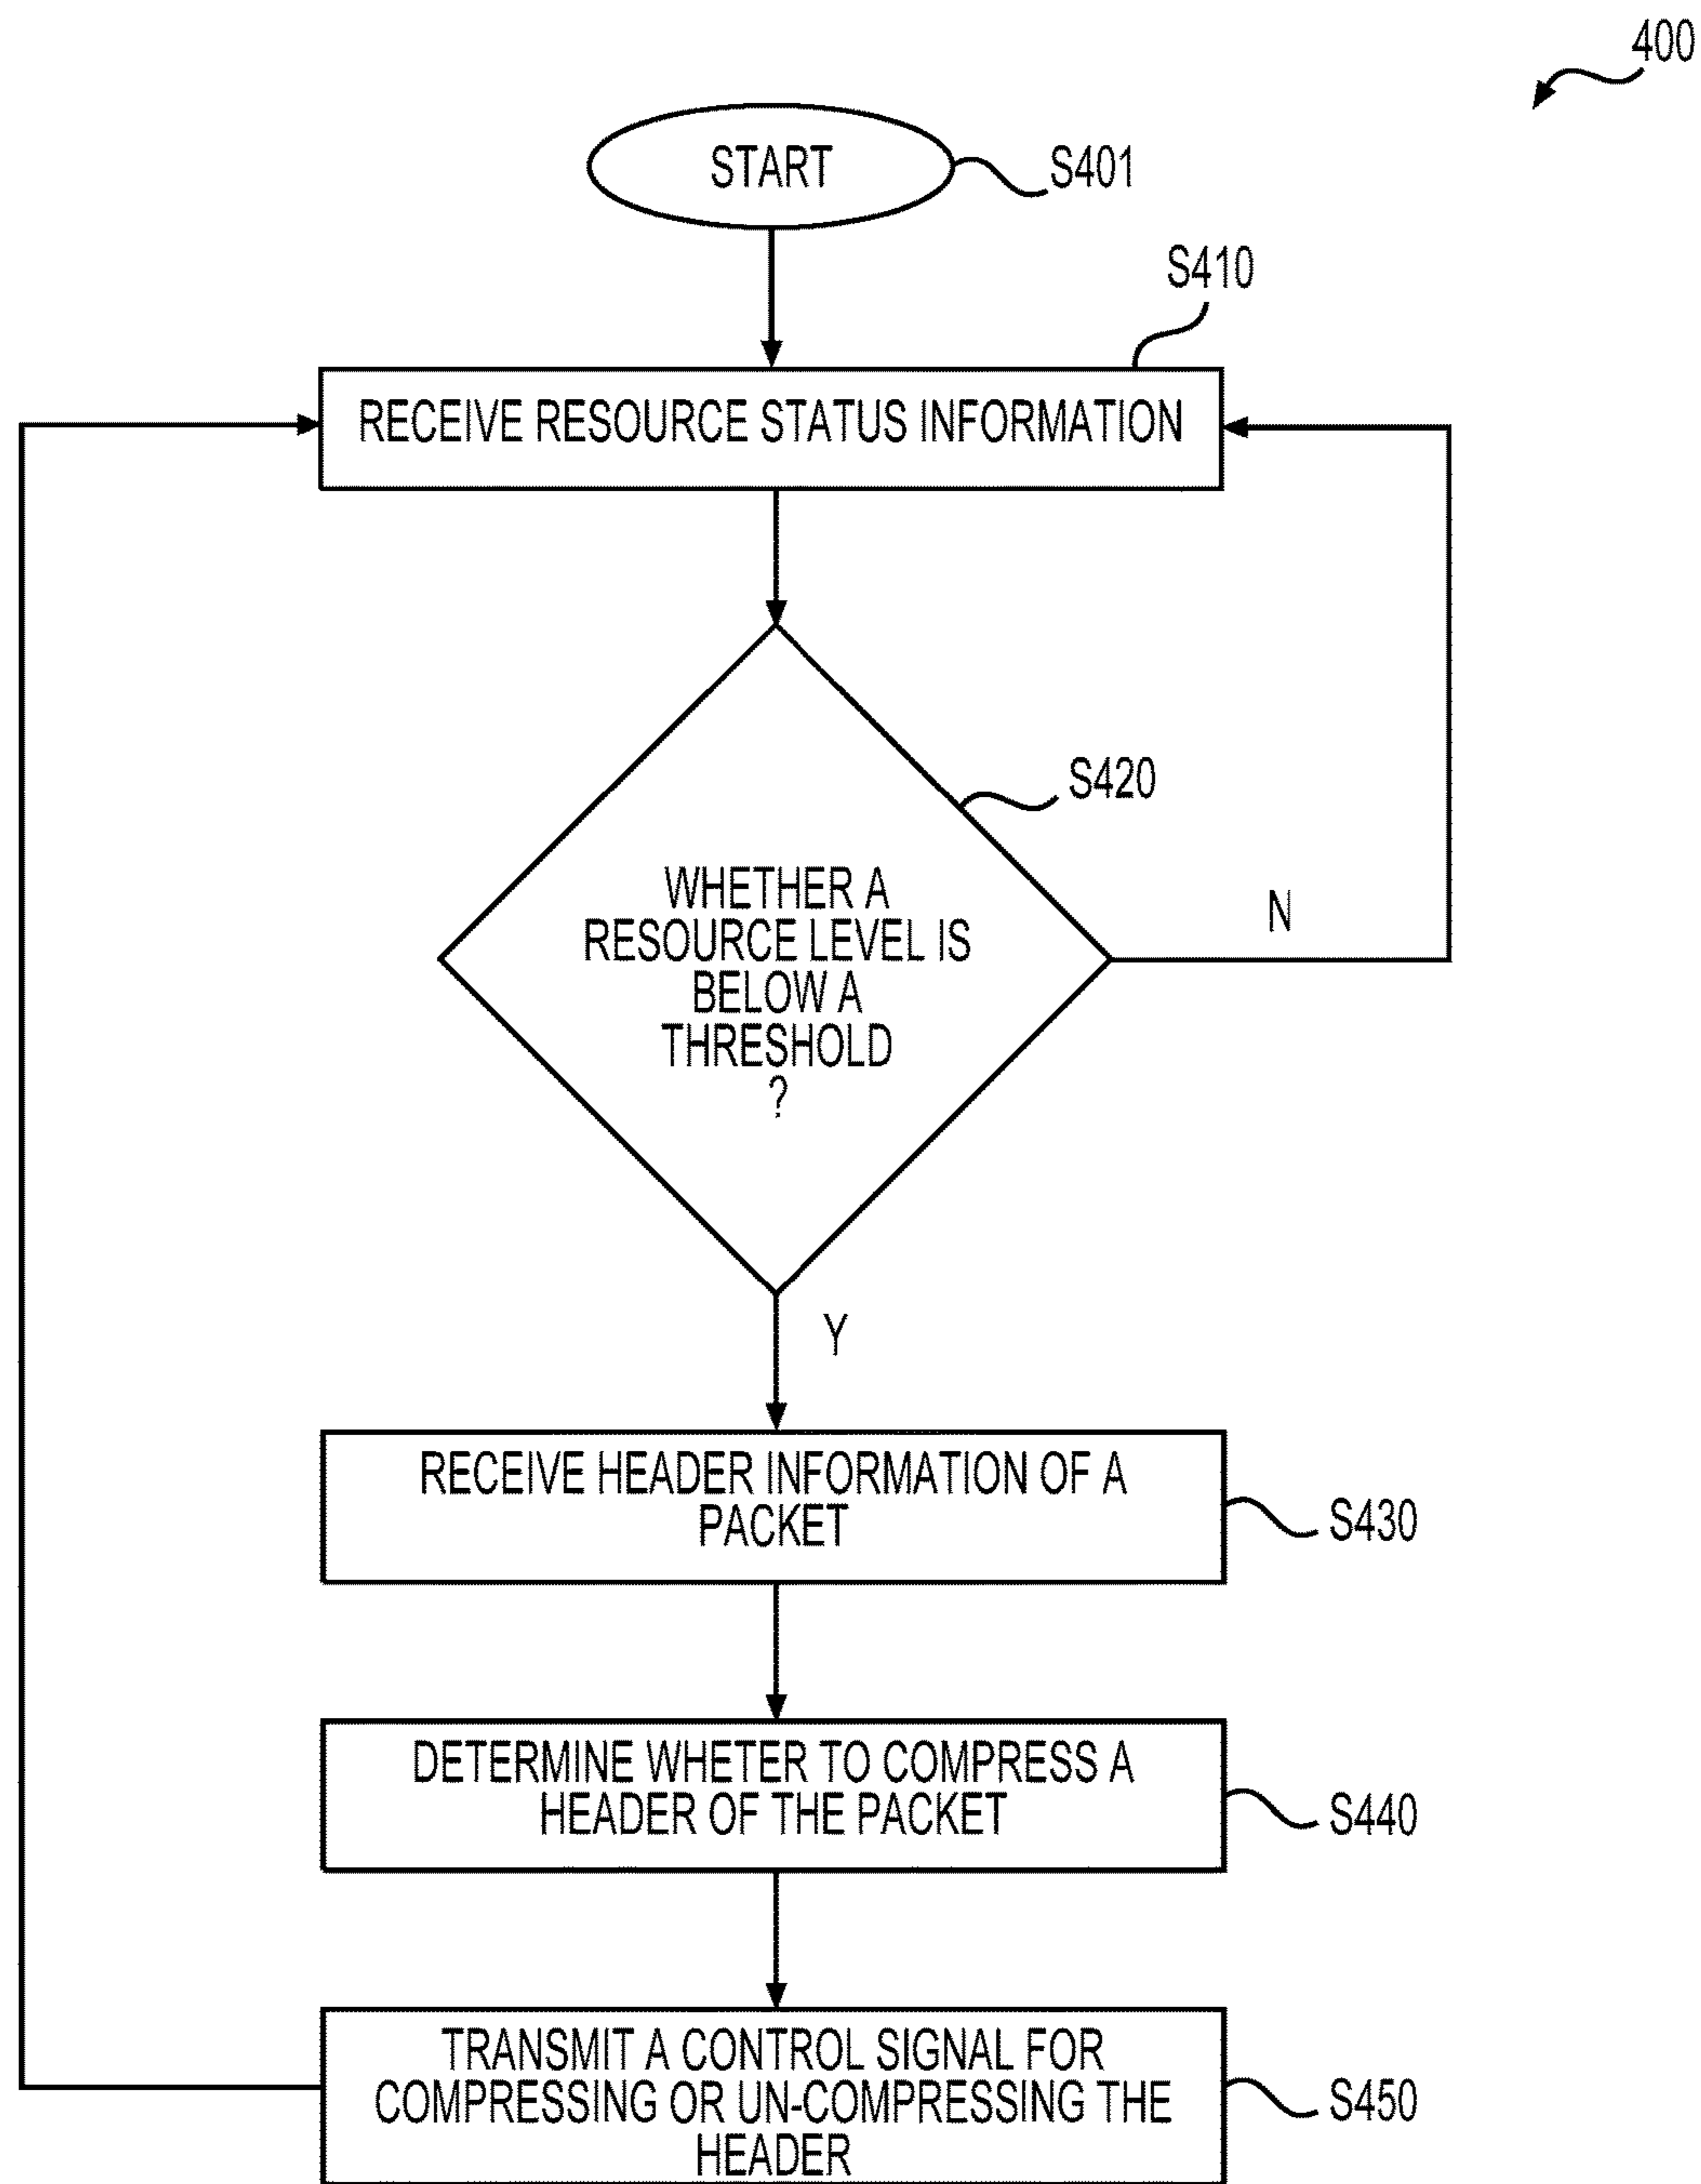 400
START
S401
S410
RECEIVE RESOURCE STATUS INFORMATION
S420
WHETHER A
RESOURCE LEVEL IS
BELOW A
THRESHOLD
?
N
Y
RECEIVE HEADER INFORMATION OF A
PACKET
S430
DETERMINE WHETER TO COMPRESS A
HEADER OF THE PACKET
S440
TRANSMIT A CONTROL SIGNAL FOR
COMPRESSING OR UN-COMPRESSING THE
HEADER
S450